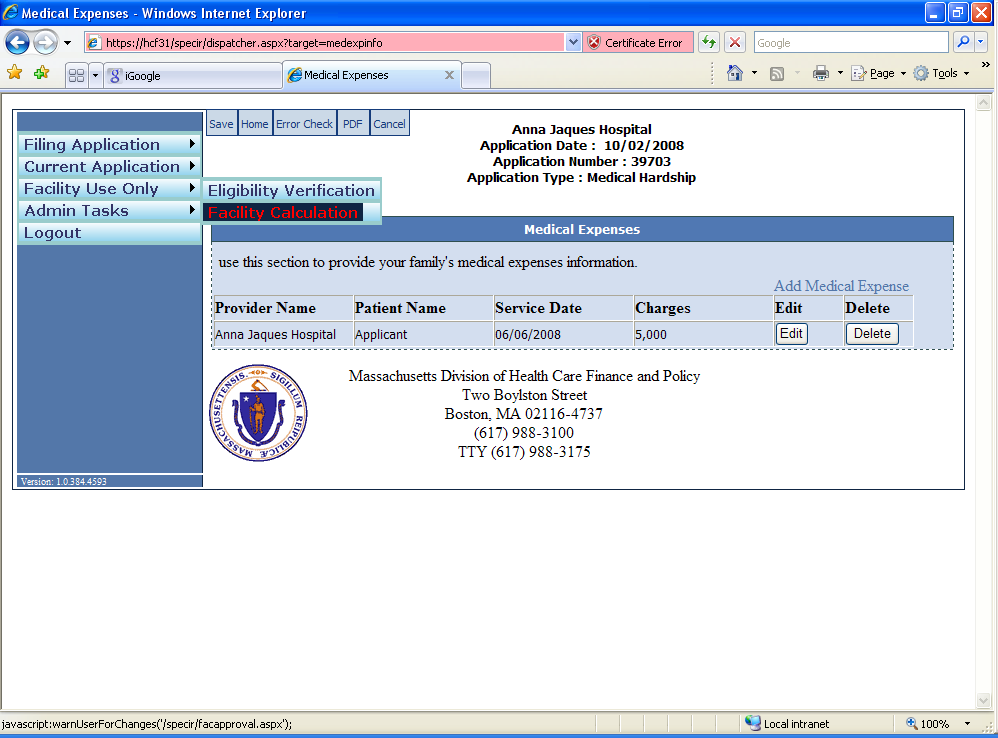 Medical Expenses - Windows Internet Explorer
https://hcf31/specir/dispatcher.aspx?target=medexpinfo
Certificate Error
Google
iGoogle
Medical Expenses
Page
Tools
Save Home Error Check PDF Cancel
Anna Jaques Hospital
Application Date : 10/02/2008
Application Number : 39703
Application Type : Medical Hardship
Filing Application
Current Application
Facility Use Only
Admin Tasks
Logout
Eligibility Verification
Facility Calculation
Medical Expenses
use this section to provide your family's medical expenses information.
Add Medical Expense
Provider Name Patient Name Service Date Charges Edit Delete
Anna Jaques Hospital Applicant 06/06/2008 5,000 Edit Delete
Massachusetts Division of Health Care Finance and Policy
Two Boylston Street
Boston, MA 02116-4737
(617) 988-3100
TTY (617) 988-3175
Version: 1.0.384.4593
javascript:warnUserForChanges('/specir/facapproval.aspx');
Local intranet
100%